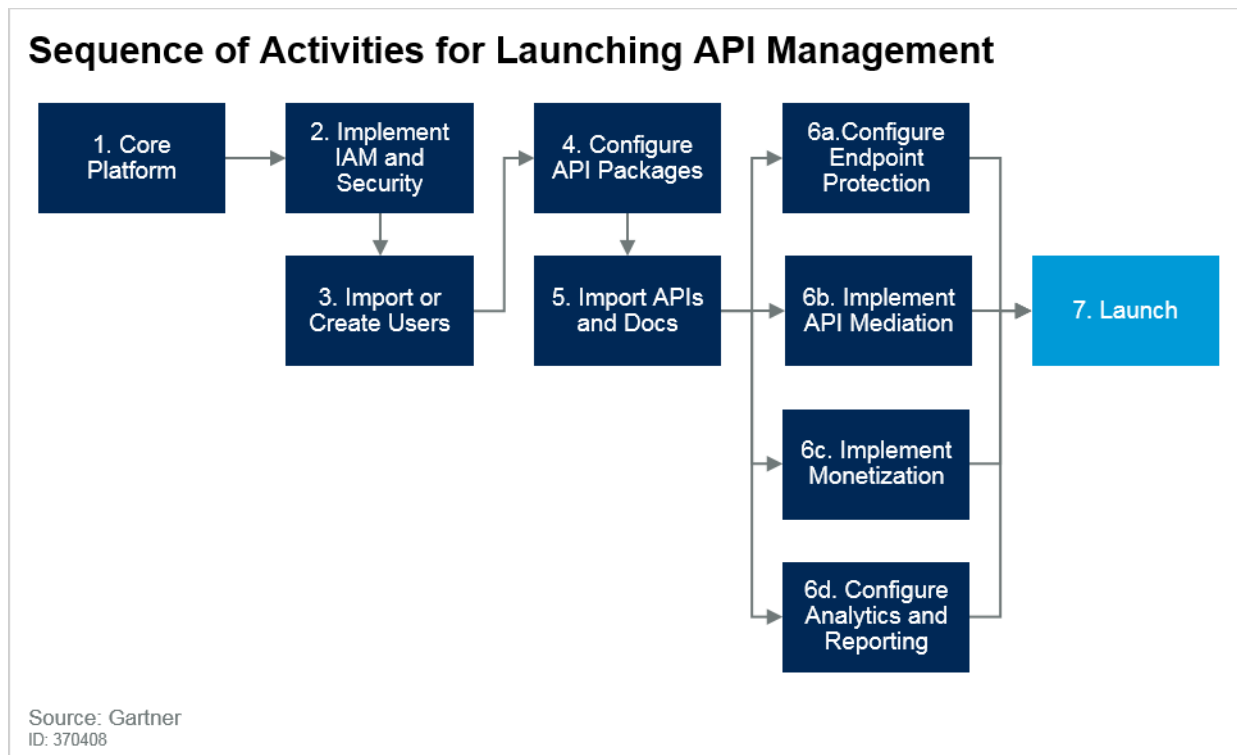 Sequence of Activities for Launching API Management
1. Core
Platform
2. Implement
IAM and
Security
3. Import or
Create Users
4. Configure
API Packages
5. Import APIs
and Docs
6a.Configure
Endpoint
Protection
6b. Implement
API Mediation
6c. Implement
Monetization
6d. Configure
Analytics and
Reporting
7. Launch
Source: Gartner
ID: 370408